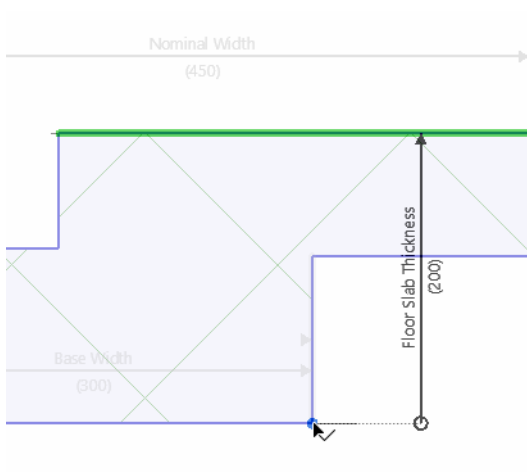 Nominal Width
(450)
Floor Slab Thickness
(200)
Base Width
(300)